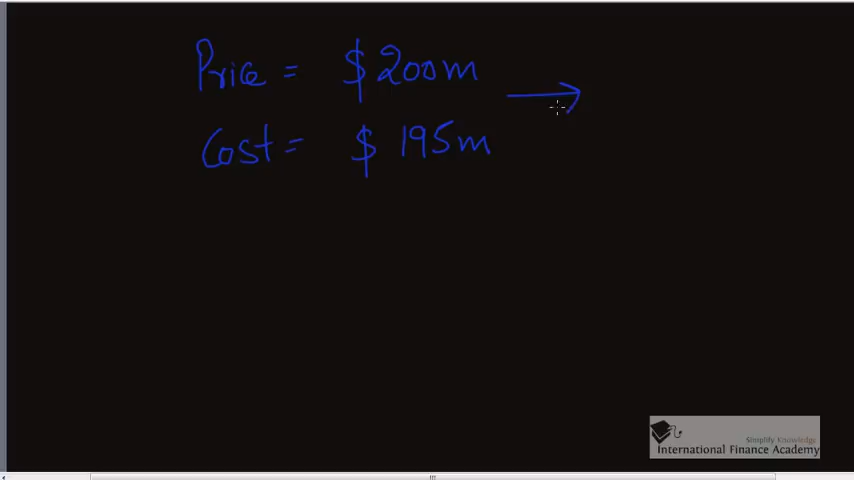 Price = $ 200m
Cost = $ 195m
Simplify Knowledge
International Finance Academy